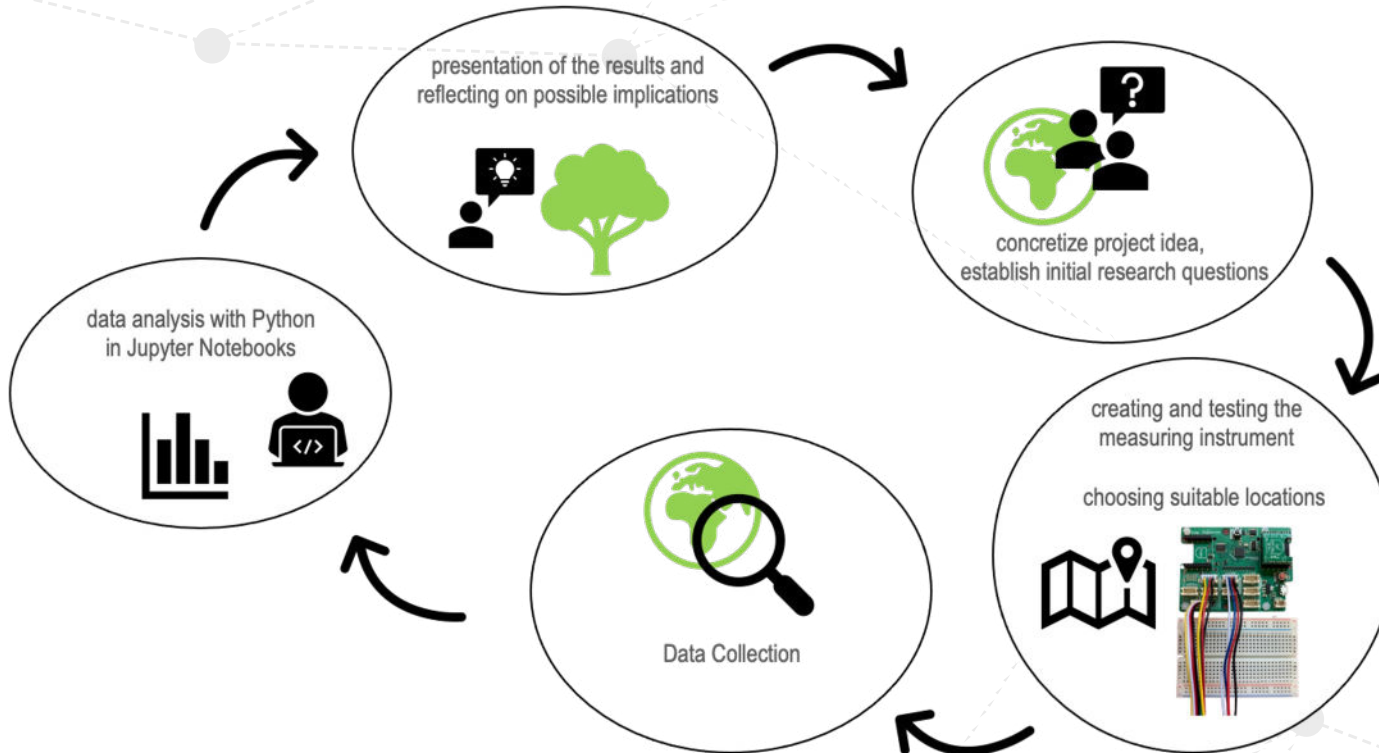 presentation of the results and
reflecting on possible implications
?
concretize project idea,
establish initial research questions
creating and testing the
measuring instrument
choosing suitable locations
Data Collection
data analysis with Python
in Jupyter Notebooks
</>